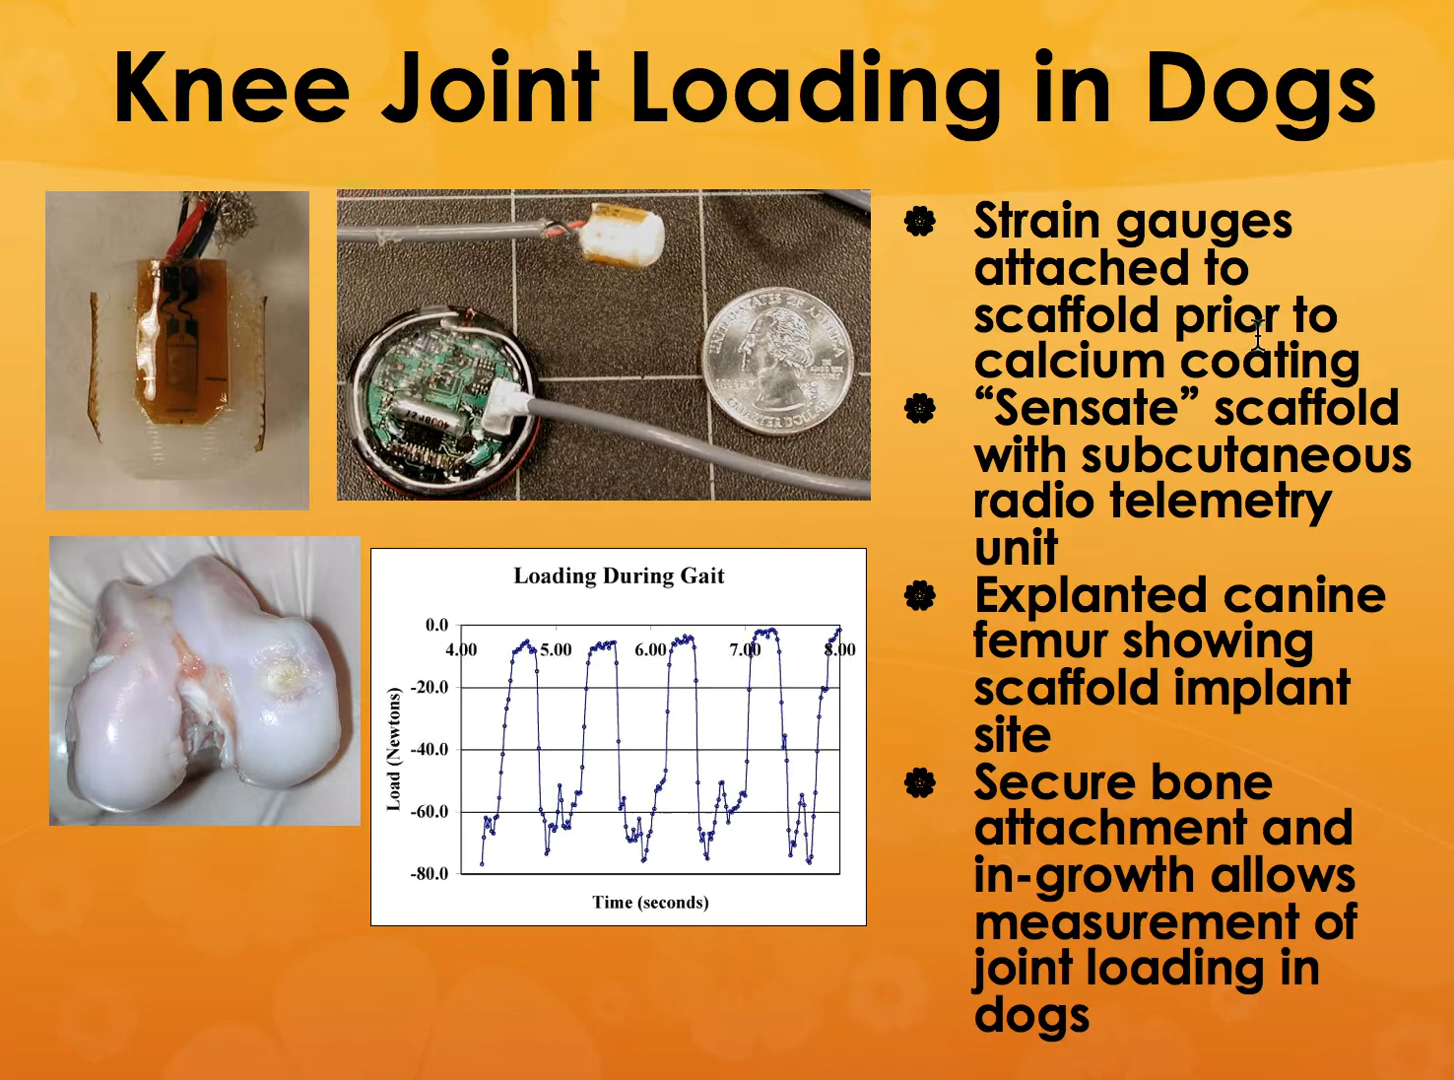 Knee Joint Loading in Dogs
Strain gauges
attached to
scaffold prior to
calcium coating
“Sensate” scaffold
with subcutaneous
radio telemetry
unit
Explanted canine
femur showing
scaffold implant
site
Secure bone
attachment and
in-growth allows
measurement of
joint loading in
dogs
Loading During Gait
0.0
4.00 5.00 6.00 7.00 8.00
-20.0
-40.0
-60.0
-80.0
Load (Newtons)
Time (seconds)